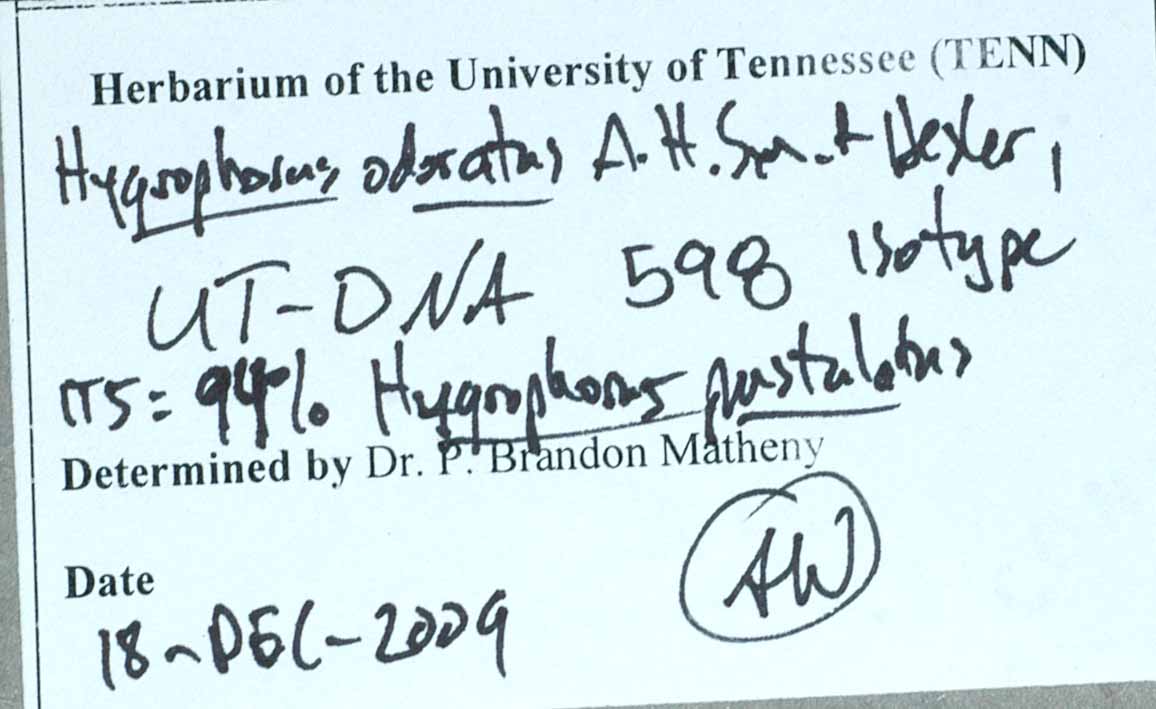 Herbarium of the University of Tennessee (TENN)
Hygrophorus odoratus A. H. Sm. & Hexler,
UT-DNA 598 isotype
ITS = 94% Hygrophorus pustulatus
Determined by Dr. P. Brandon Matheny
AW
Date
18-DEC-2009